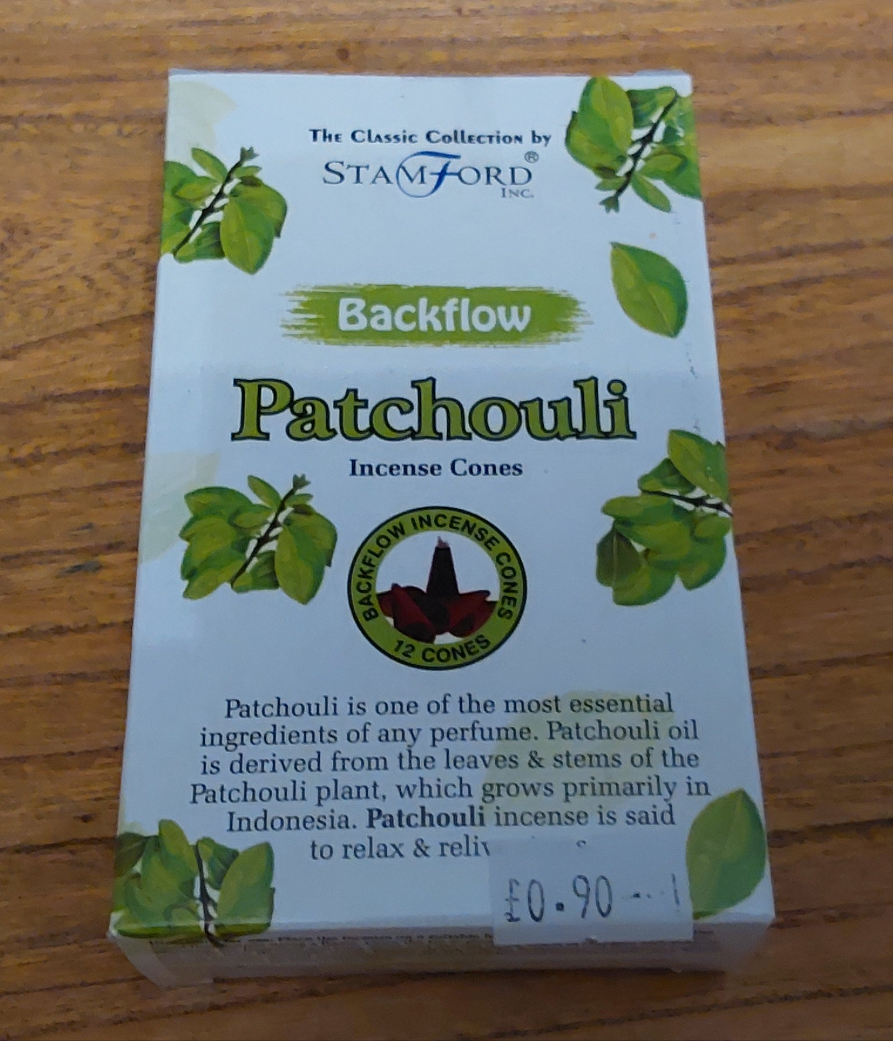 The Classic Collection by
STAMFORD®
INC.
Backflow
Patchouli
Incense Cones
BACKFLOW INCENSE CONES
12 CONES
Patchouli is one of the most essential
ingredients of any perfume. Patchouli oil
is derived from the leaves & stems of the
Patchouli plant, which grows primarily in
Indonesia. Patchouli incense is said
to relax &
£0.90